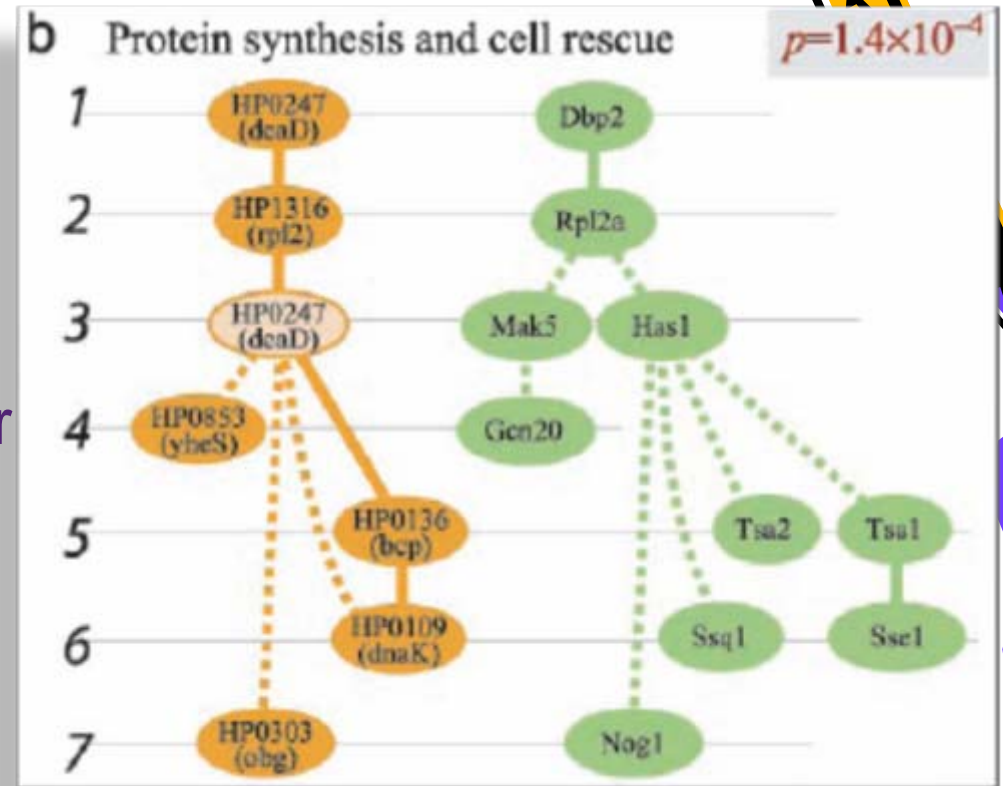 b Protein synthesis and cell rescue
p=1.4×10⁻⁴
1
HP0247
(deaD)
Dbp2
2
HP1316
(rpl2)
Rpl2a
3
HP0247
(deaD)
Mak5
Has1
4
HP0853
(yheS)
Gcn20
5
HP0136
(bcp)
Tsa2
Tsa1
6
HP0109
(dnaK)
Ssq1
Sse1
7
HP0303
(obg)
Nog1
r